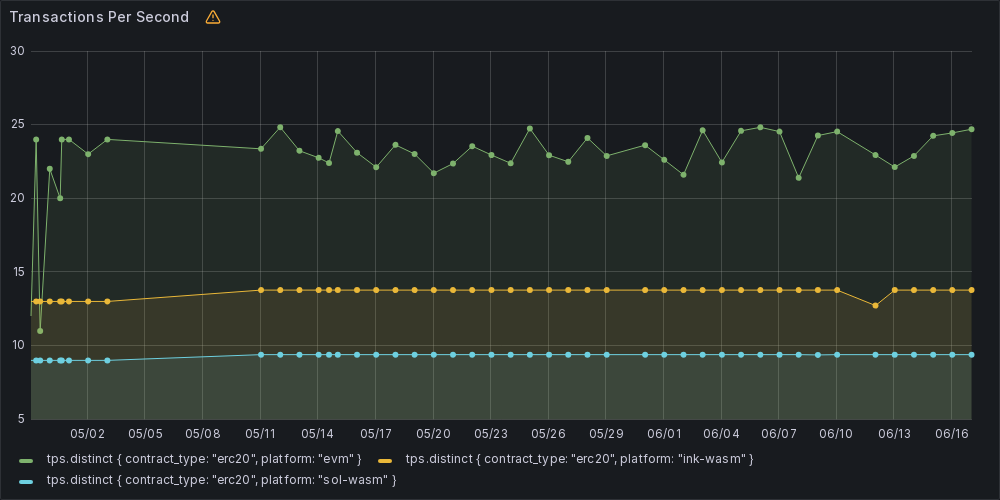 Transactions Per Second
30
25
20
15
10
5
05/02 05/05 05/08 05/11 05/14 05/17 05/20 05/23 05/26 05/29 06/01 06/04 06/07 06/10 06/13 06/16
tps.distinct { contract_type: "erc20", platform: "evm" } tps.distinct { contract_type: "erc20", platform: "ink-wasm" }
tps.distinct { contract_type: "erc20", platform: "sol-wasm" }